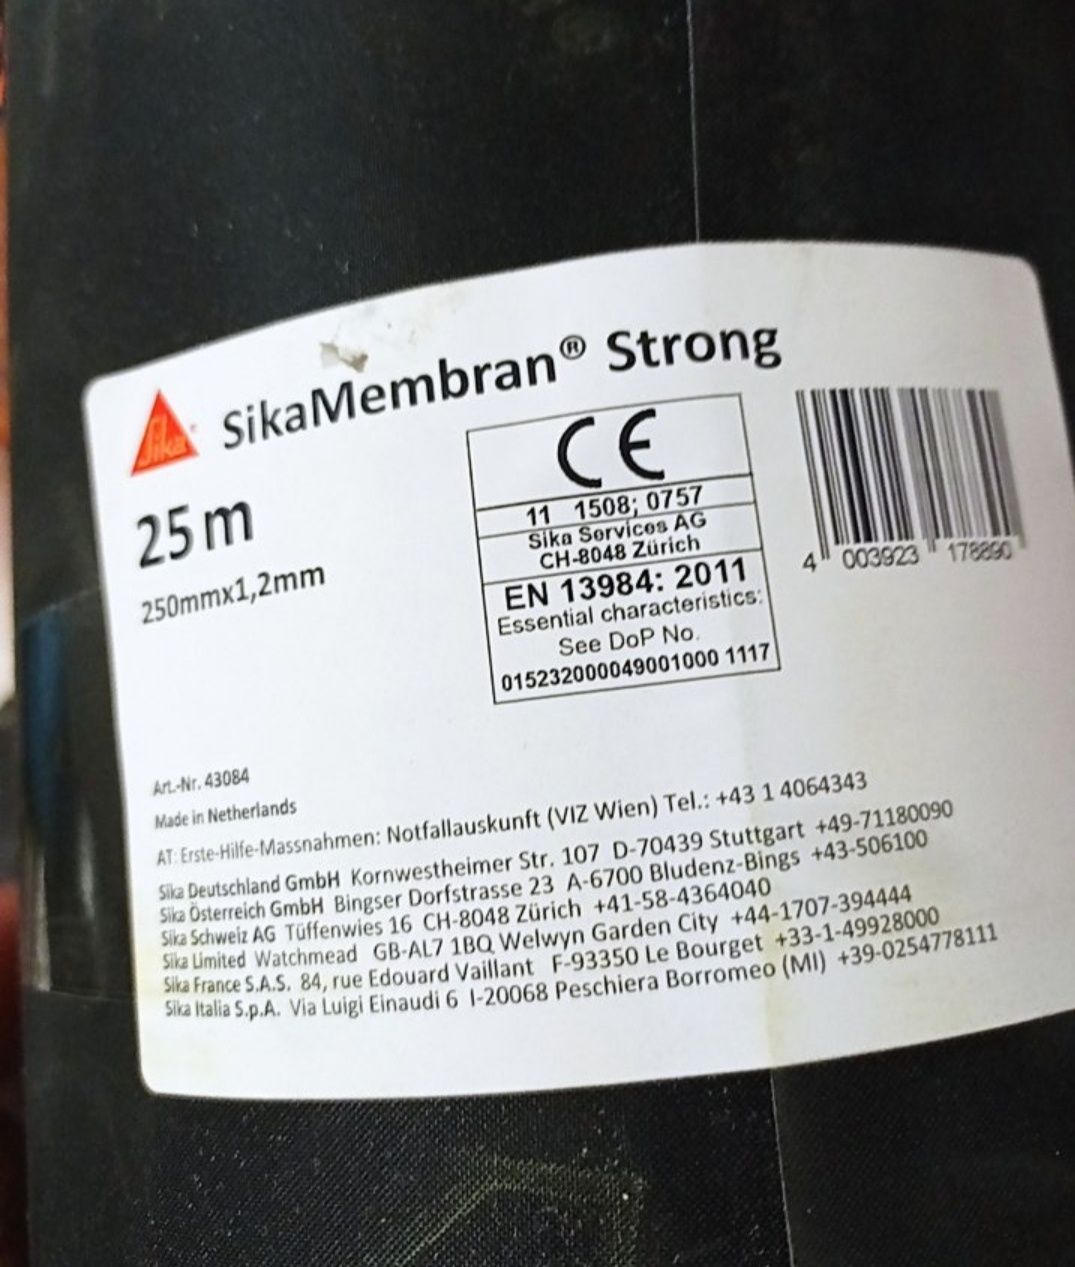 Sika®
SikaMembran® Strong
25 m
250mmx1,2mm
CE
11 1508; 0757
Sika Services AG
CH-8048 Zürich
EN 13984: 2011
Essential characteristics:
See DoP No.
015232000049001000 1117
4 003923 178890
Art.-Nr. 43084
Made in Netherlands
AT: Erste-Hilfe-Massnahmen: Notfallauskunft (VIZ Wien) Tel.: +43 1 4064343
Sika Deutschland GmbH Kornwestheimer Str. 107 D-70439 Stuttgart +49-71180090
Sika Österreich GmbH Bingser Dorfstrasse 23 A-6700 Bludenz-Bings +43-506100
Sika Schweiz AG Tüffenwies 16 CH-8048 Zürich +41-58-4364040
Sika Limited Watchmead GB-AL7 1BQ Welwyn Garden City +44-1707-394444
Sika France S.A.S. 84, rue Edouard Vaillant F-93350 Le Bourget +33-1-49928000
Sika Italia S.p.A. Via Luigi Einaudi 6 I-20068 Peschiera Borromeo (MI) +39-0254778111